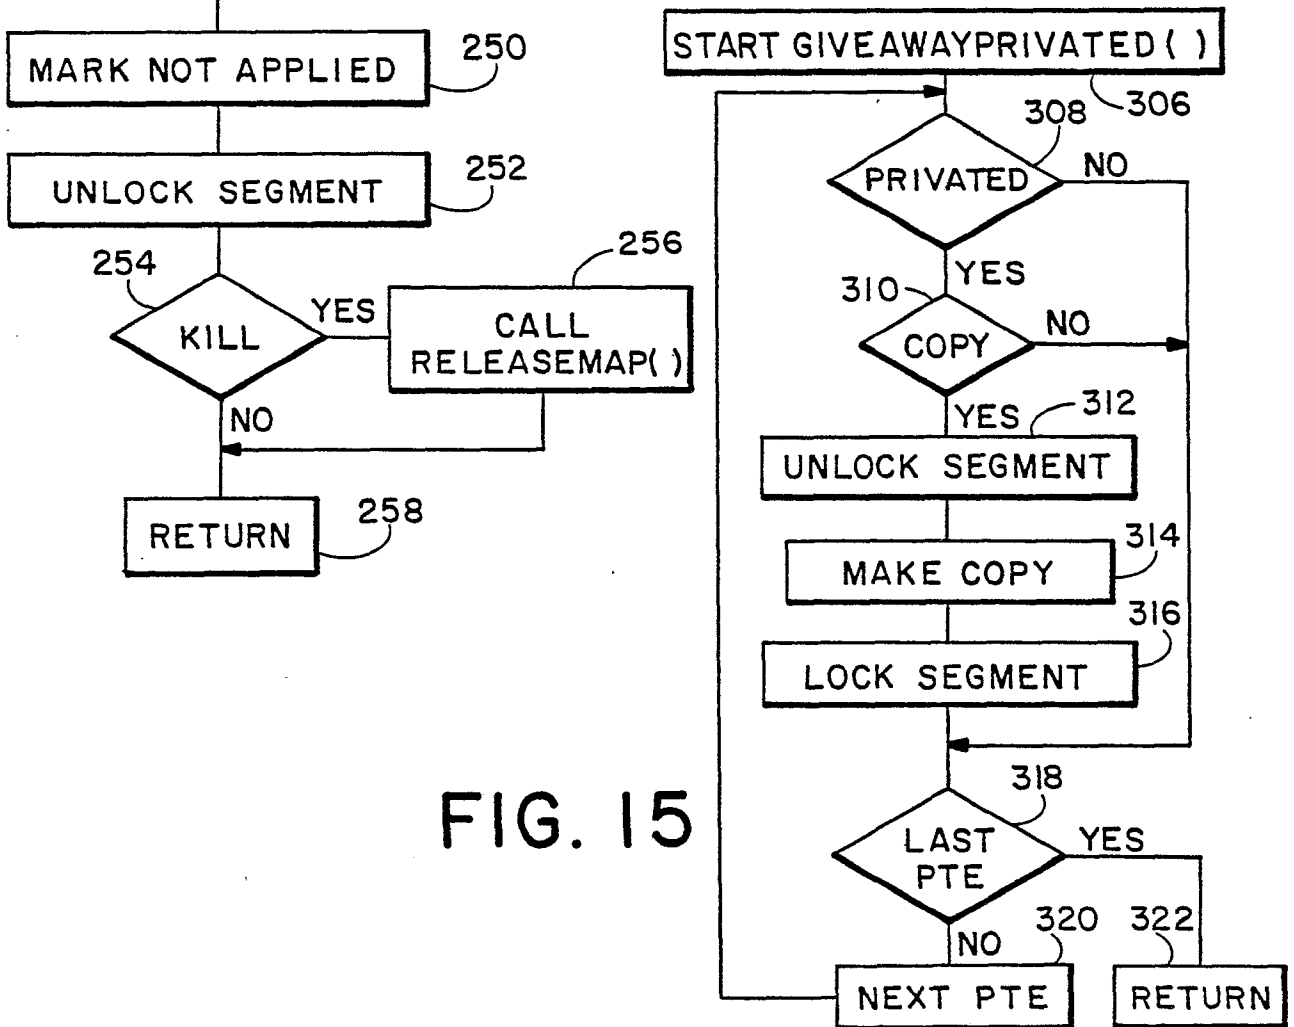 MARK NOT APPLIED
250
UNLOCK SEGMENT
252
254
KILL
YES
256
CALL
RELEASEMAP( )
NO
RETURN
258
START GIVEAWAYPRIVATED ( )
306
308
PRIVATED
NO
YES
310
COPY
NO
YES
312
UNLOCK SEGMENT
314
MAKE COPY
316
LOCK SEGMENT
318
LAST
PTE
YES
NO
320
NEXT PTE
322
RETURN
FIG. 15